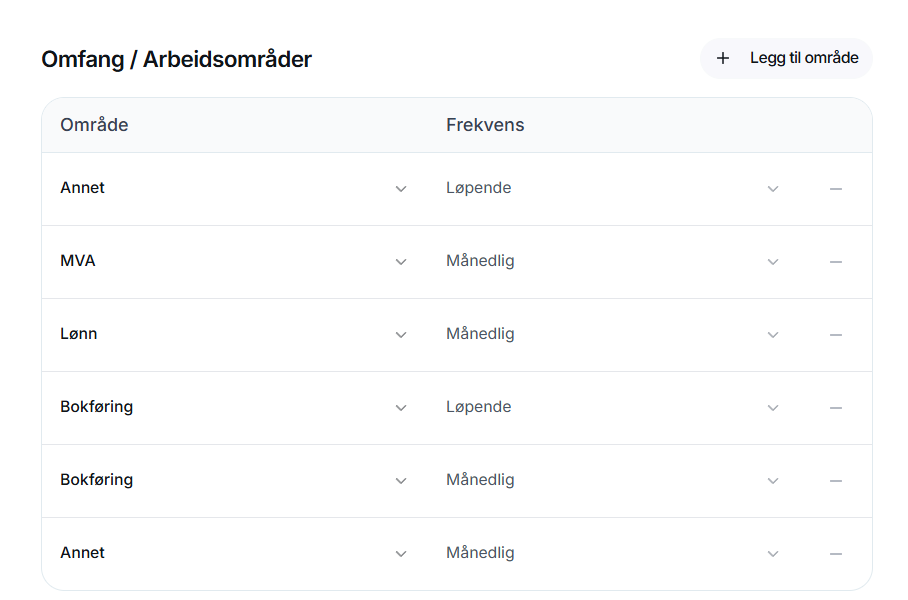 Omfang / Arbeidsområder
Legg til område
Område Frekvens
Annet Løpende
MVA Månedlig
Lønn Månedlig
Bokføring Løpende
Bokføring Månedlig
Annet Månedlig